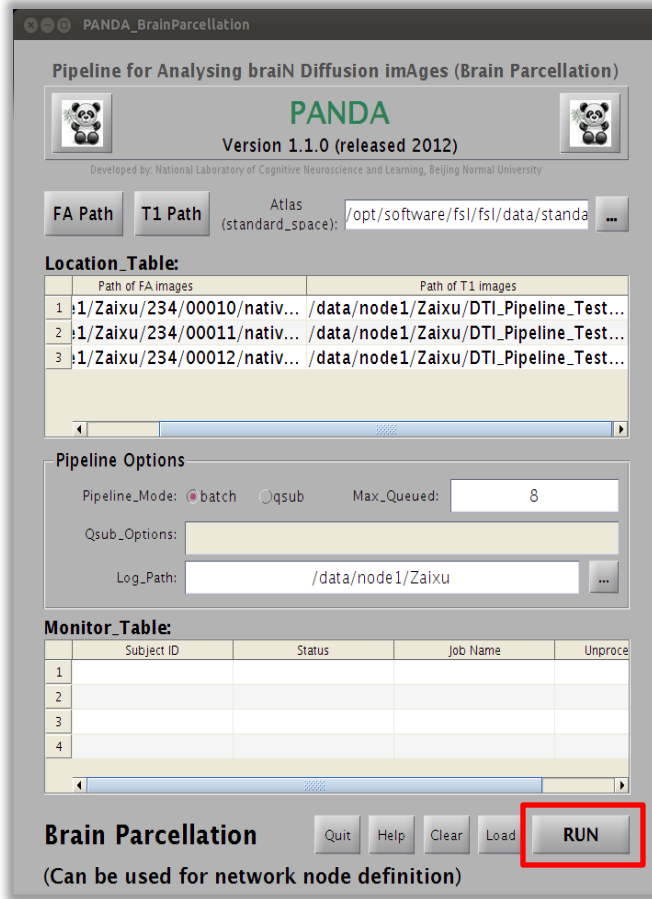 PANDA_BrainParcellation
Pipeline for Analysing braiN Diffusion imAges (Brain Parcellation)
PANDA
Version 1.1.0 (released 2012)
Developed by: National Laboratory of Cognitive Neuroscience and Learning, Beijing Normal University
FA Path T1 Path Atlas (standard_space): /opt/software/fsl/fsl/data/standa ...
Location_Table:
Path of FA images Path of T1 images
1 e1/Zaixu/234/00010/nativ... /data/node1/Zaixu/DTI_Pipeline_Test...
2 e1/Zaixu/234/00011/nativ... /data/node1/Zaixu/DTI_Pipeline_Test...
3 e1/Zaixu/234/00012/nativ... /data/node1/Zaixu/DTI_Pipeline_Test...
Pipeline Options
Pipeline_Mode: batch qsub Max_Queued: 8
Qsub_Options:
Log_Path: /data/node1/Zaixu ...
Monitor_Table:
Subject ID Status Job Name Unproce
1
2
3
4
Brain Parcellation Quit Help Clear Load RUN
(Can be used for network node definition)